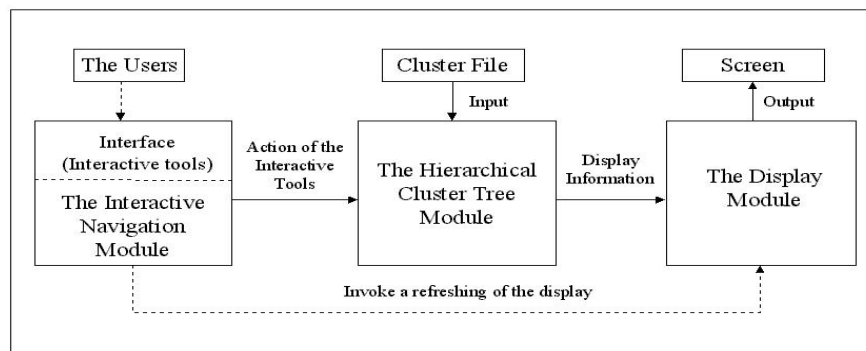 The Users
Cluster File
Screen
Input
Output
Interface
(Interactive tools)
The Interactive
Navigation
Module
Action of the
Interactive
Tools
The Hierarchical
Cluster Tree
Module
Display
Information
The Display
Module
Invoke a refreshing of the display